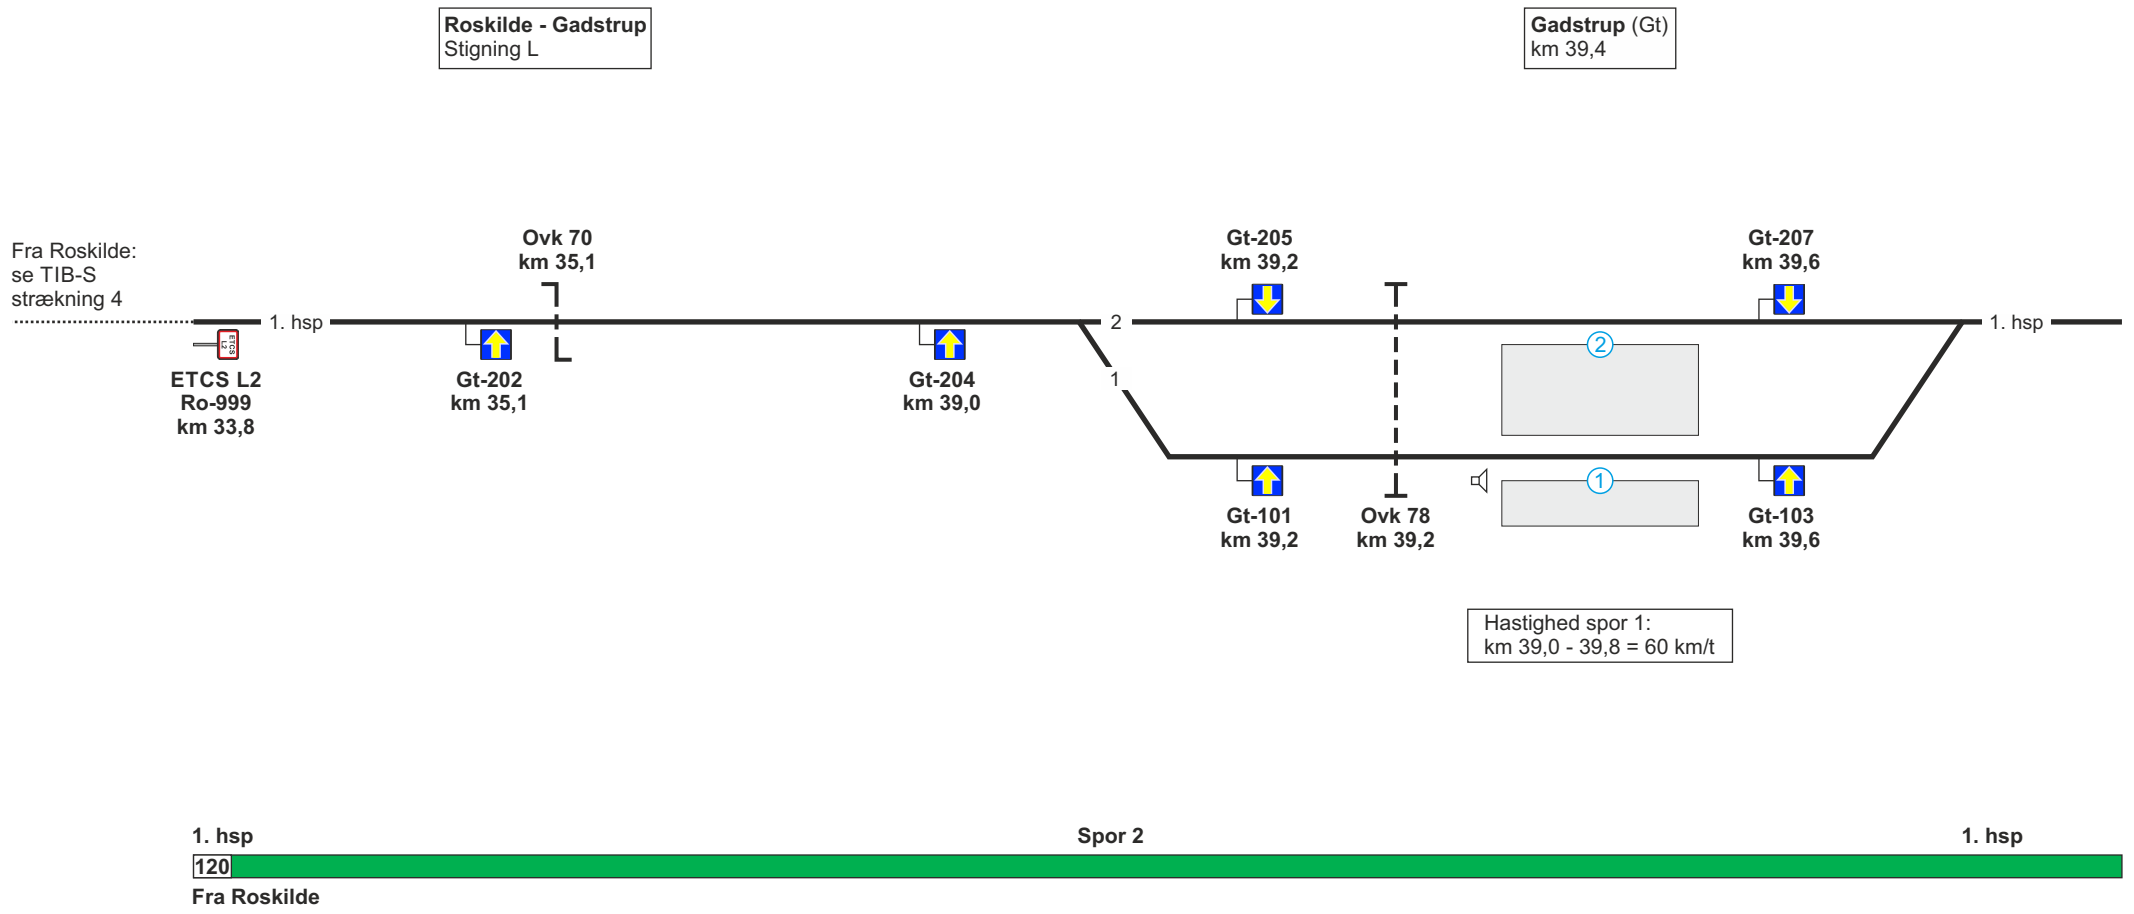 Roskilde - Gadstrup
Stigning L
Gadstrup (Gt)
km 39,4
Fra Roskilde:
se TIB-S
strækning 4
Ovk 70
km 35,1
Gt-205
km 39,2
Gt-207
km 39,6
1. hsp
2
1. hsp
ETCS
L2
ETCS L2
Ro-999
km 33,8
Gt-202
km 35,1
Gt-204
km 39,0
1
2
1
Gt-101
km 39,2
Ovk 78
km 39,2
Gt-103
km 39,6
Hastighed spor 1:
km 39,0 - 39,8 = 60 km/t
1. hsp
Spor 2
1. hsp
120
Fra Roskilde